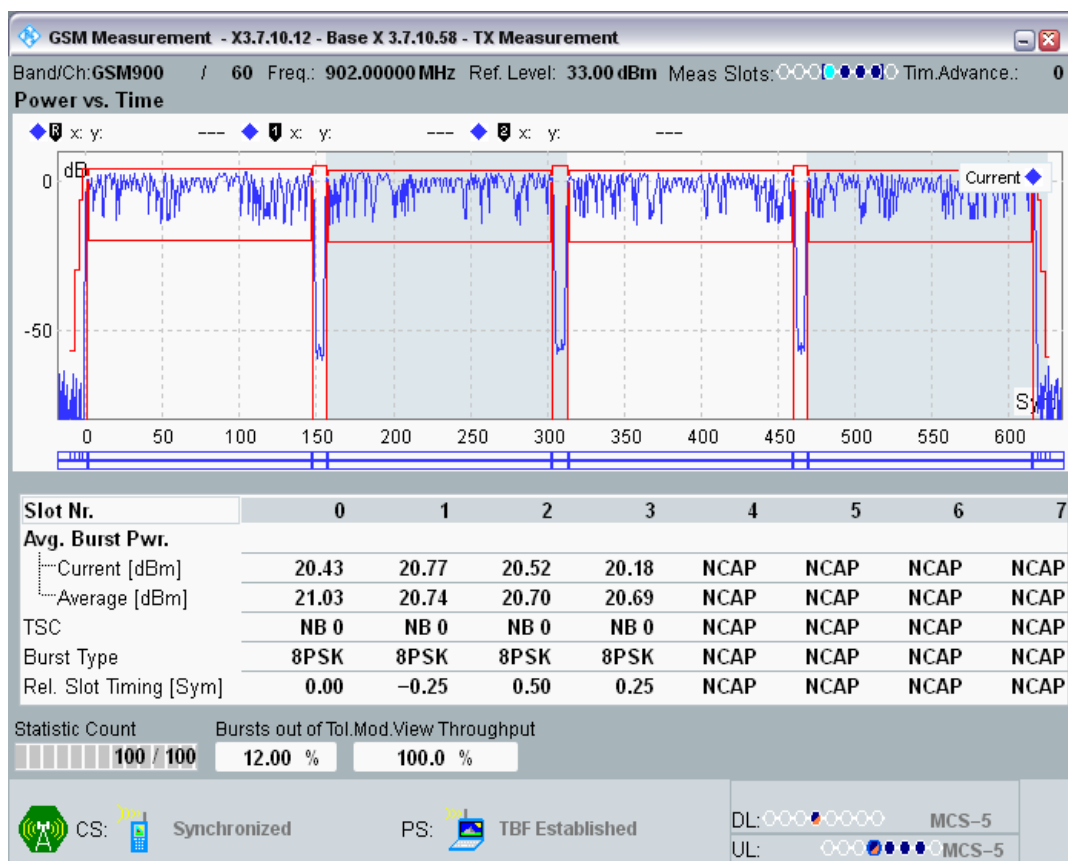 GSM Measurement - X3.7.10.12 - Base X 3.7.10.58 - TX Measurement
Band/Ch:GSM900 / 60 Freq.: 902.00000 MHz Ref. Level: 33.00 dBm Meas Slots: Tim.Advance.: 0
Power vs. Time
R x: y: --- 1 x: y: --- 2 x: y: ---
dB
Current
0
-50
0 50 100 150 200 250 300 350 400 450 500 550 600
Slot Nr. 0 1 2 3 4 5 6 7
Avg. Burst Pwr.
Current [dBm] 20.43 20.77 20.52 20.18 NCAP NCAP NCAP NCAP
Average [dBm] 21.03 20.74 20.70 20.69 NCAP NCAP NCAP NCAP
TSC NB 0 NB 0 NB 0 NB 0 NCAP NCAP NCAP NCAP
Burst Type 8PSK 8PSK 8PSK 8PSK NCAP NCAP NCAP NCAP
Rel. Slot Timing [Sym] 0.00 −0.25 0.50 0.25 NCAP NCAP NCAP NCAP
Statistic Count Bursts out of Tol.Mod.View Throughput
100 / 100 12.00 % 100.0 %
CS: Synchronized PS: TBF Established
DL: MCS−5
UL: MCS−5